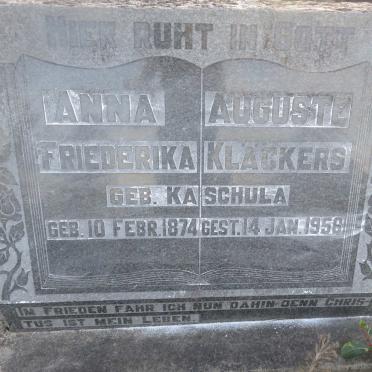 HIER RUHT IN GOTT
ANNA AUGUSTE
FRIEDERIKA KLACKERS
GEB. KASCHULA
GEB. 10 FEBR. 1874 GEST. 14 JAN. 1959
IN FRIEDEN FAHR ICH NUN DAHIN DENN CHRIS-
TUS IST MEIN LEBEN.